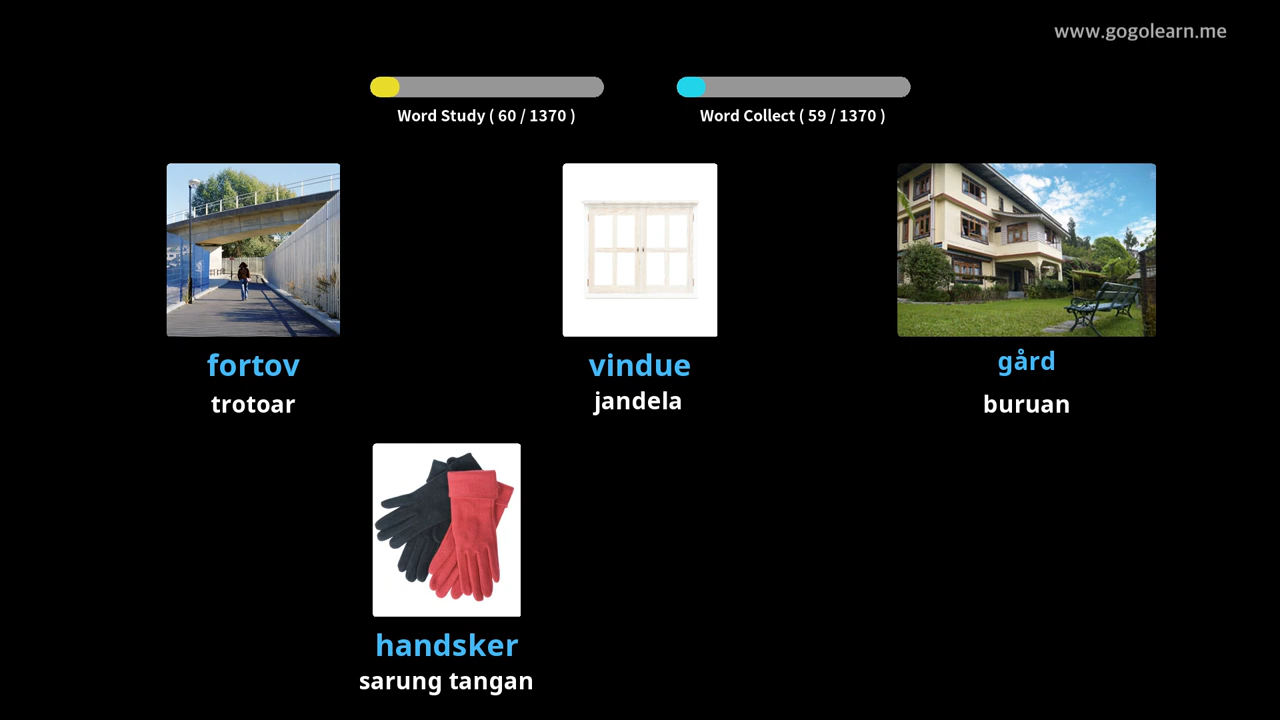 www.gogolearn.me
Word Study ( 60 / 1370 )
Word Collect ( 59 / 1370 )
fortov
trotoar
vindue
jandela
gård
buruan
handsker
sarung tangan